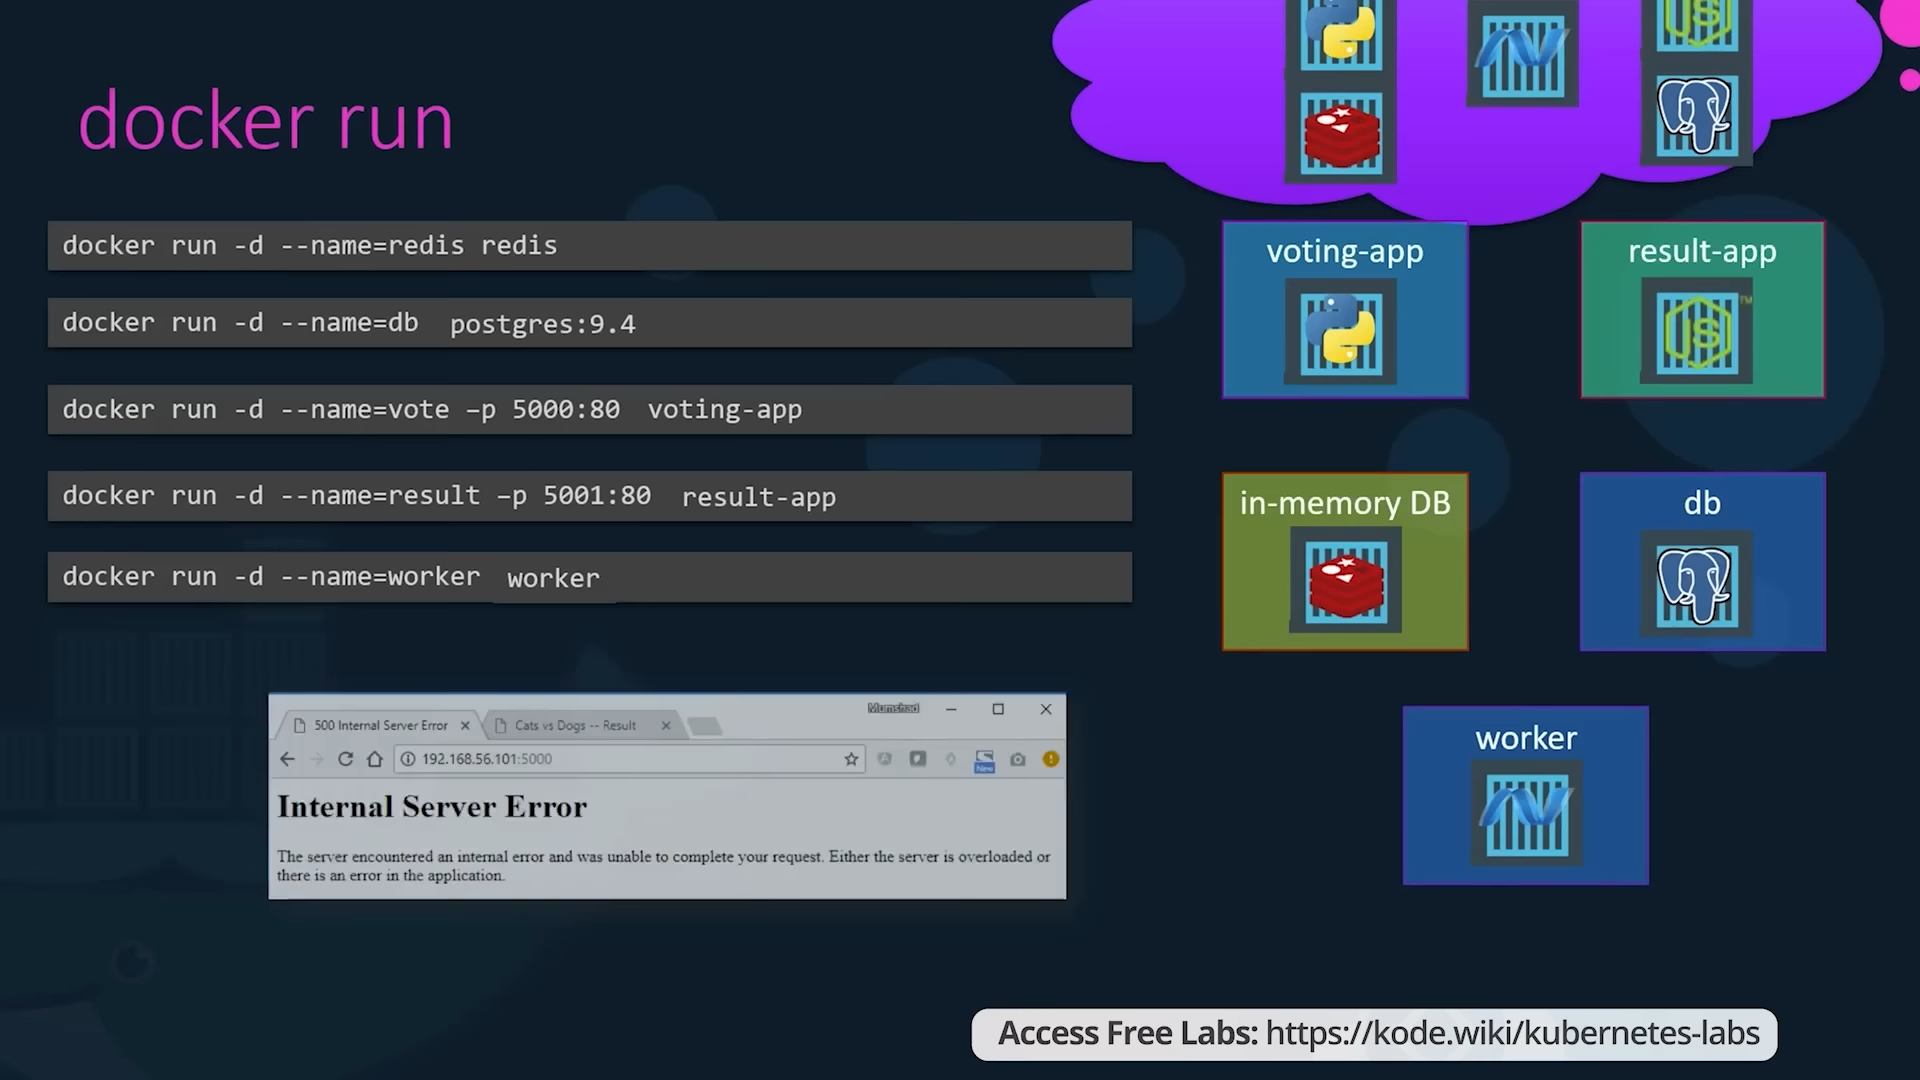 docker run
docker run -d --name=redis redis
docker run -d --name=db postgres:9.4
docker run -d --name=vote –p 5000:80 voting-app
docker run -d --name=result –p 5001:80 result-app
docker run -d --name=worker worker
voting-app
result-app
JS
TM
in-memory DB
db
worker
Mumshad
500 Internal Server Error
Cats vs Dogs -- Result
192.168.56.101:5000
New
Internal Server Error
The server encountered an internal error and was unable to complete your request. Either the server is overloaded or
there is an error in the application.
Access Free Labs: https://kode.wiki/kubernetes-labs